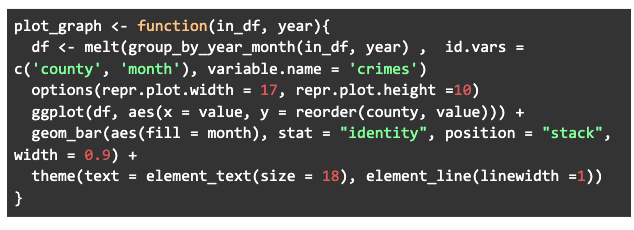 plot_graph <- function(in_df, year){
  df <- melt(group_by_year_month(in_df, year) ,  id.vars =
c('county', 'month'), variable.name = 'crimes')
  options(repr.plot.width = 17, repr.plot.height =10)
  ggplot(df, aes(x = value, y = reorder(county, value))) +
  geom_bar(aes(fill = month), stat = "identity", position = "stack",
width = 0.9) +
  theme(text = element_text(size = 18), element_line(linewidth =1))
}